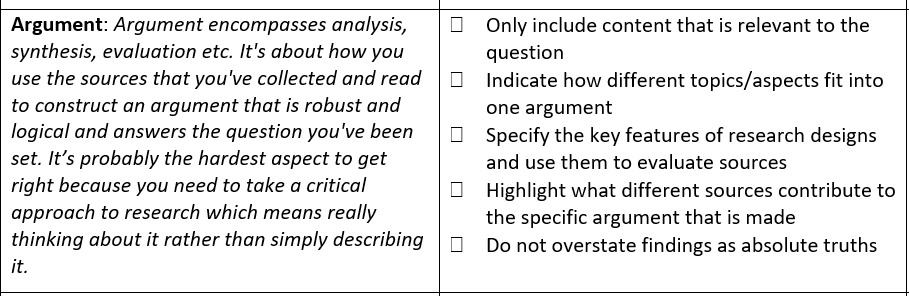 Argument: Argument encompasses analysis,
synthesis, evaluation etc. It's about how you
use the sources that you've collected and read
to construct an argument that is robust and
logical and answers the question you've been
set. It’s probably the hardest aspect to get
right because you need to take a critical
approach to research which means really
thinking about it rather than simply describing
it.
☐ Only include content that is relevant to the
question
☐ Indicate how different topics/aspects fit into
one argument
☐ Specify the key features of research designs
and use them to evaluate sources
☐ Highlight what different sources contribute to
the specific argument that is made
☐ Do not overstate findings as absolute truths